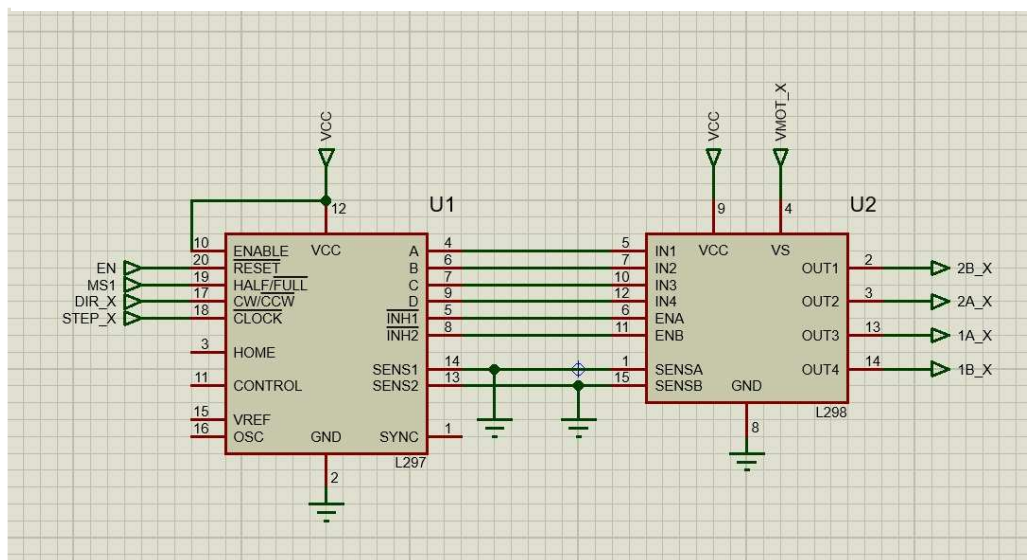 VCC
VCC
VMOT_X
U1
U2
12
9
4
10 ENABLE VCC A 4
EN 20 RESET B 6
MS1 19 HALF/FULL C 7
DIR_X 17 CW/CCW D 9
STEP_X 18 CLOCK INH1 5
INH2 8
3 HOME
SENS1 14
11 CONTROL SENS2 13
15 VREF
16 OSC GND SYNC 1
L297
2
5 IN1 VCC VS
7 IN2 OUT1 2 2B_X
10 IN3
12 IN4 OUT2 3 2A_X
6 ENA
11 ENB OUT3 13 1A_X
1 SENSA OUT4 14 1B_X
15 SENSB GND
L298
8